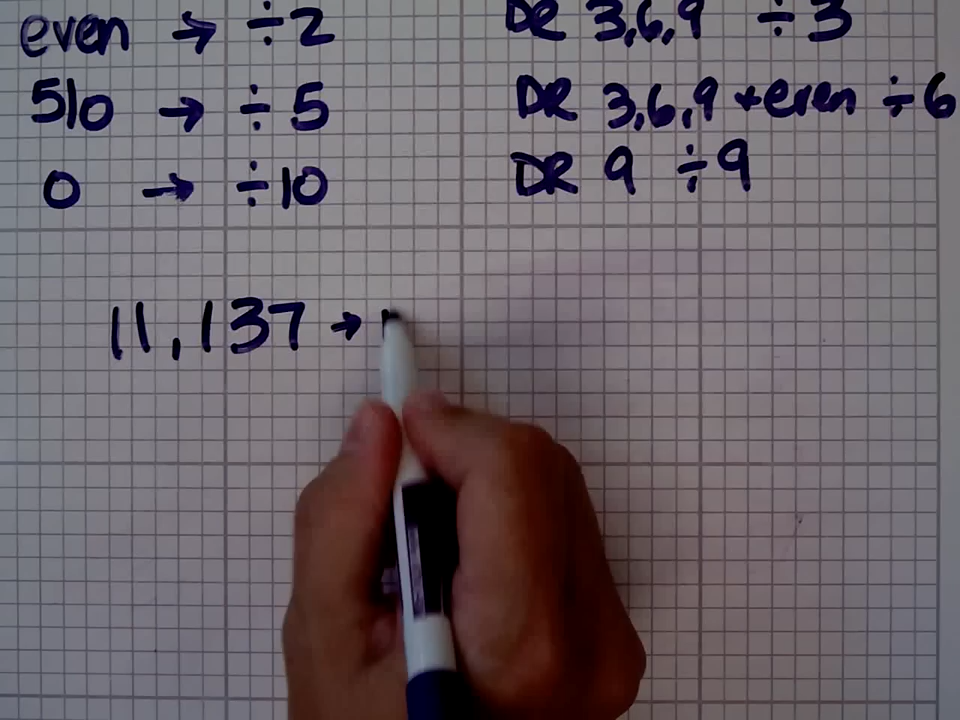 even → ÷2
5/0 → ÷5
0 → ÷10
DR 3,6,9 ÷3
DR 3,6,9 + even ÷6
DR 9 ÷9
11,137 →